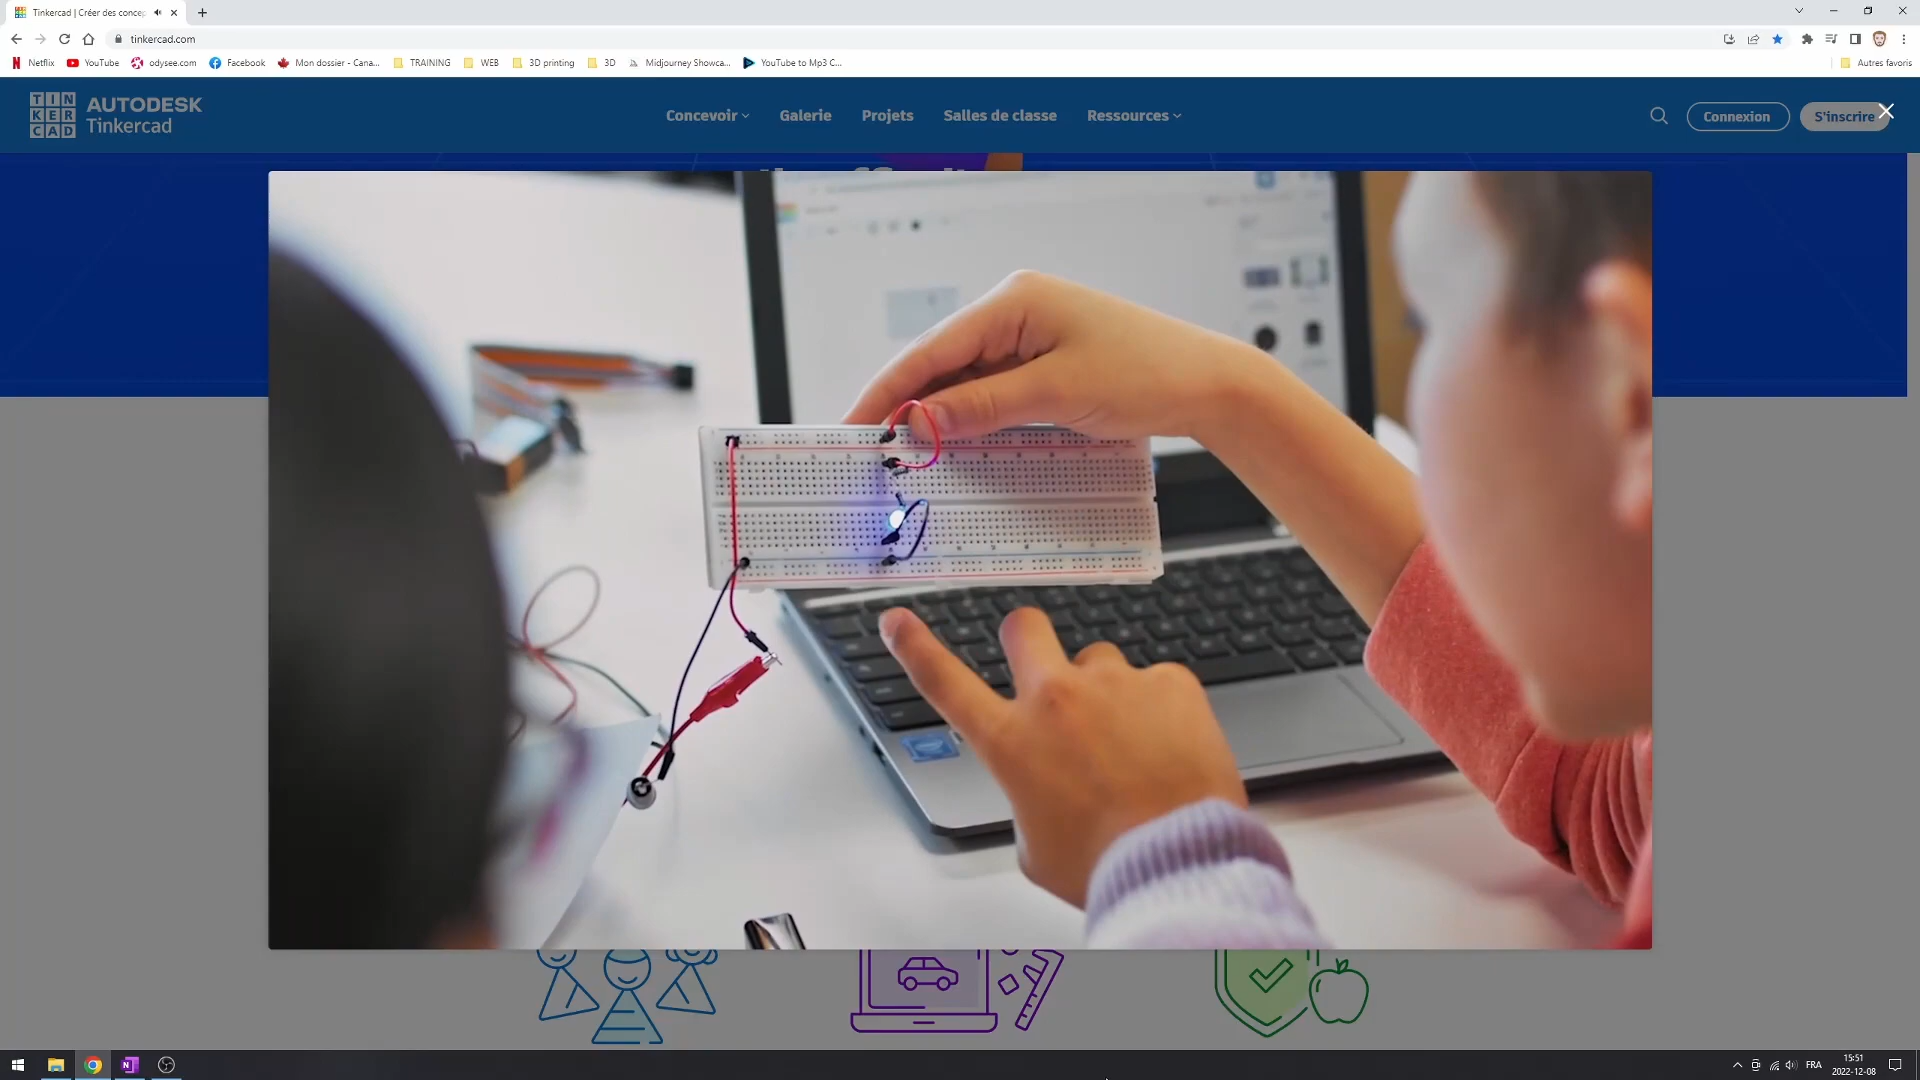 Tinkercad | Créer des concep
tinkercad.com
Netflix
YouTube
odysee.com
Facebook
Mon dossier - Cana...
TRAINING
WEB
3D printing
3D
Midjourney Showca...
YouTube to Mp3 C...
Autres favoris
TIN
KER
CAD
AUTODESK
Tinkercad
Concevoir
Galerie
Projets
Salles de classe
Ressources
Connexion
S'inscrire
N
FRA
15:51
2022-12-08